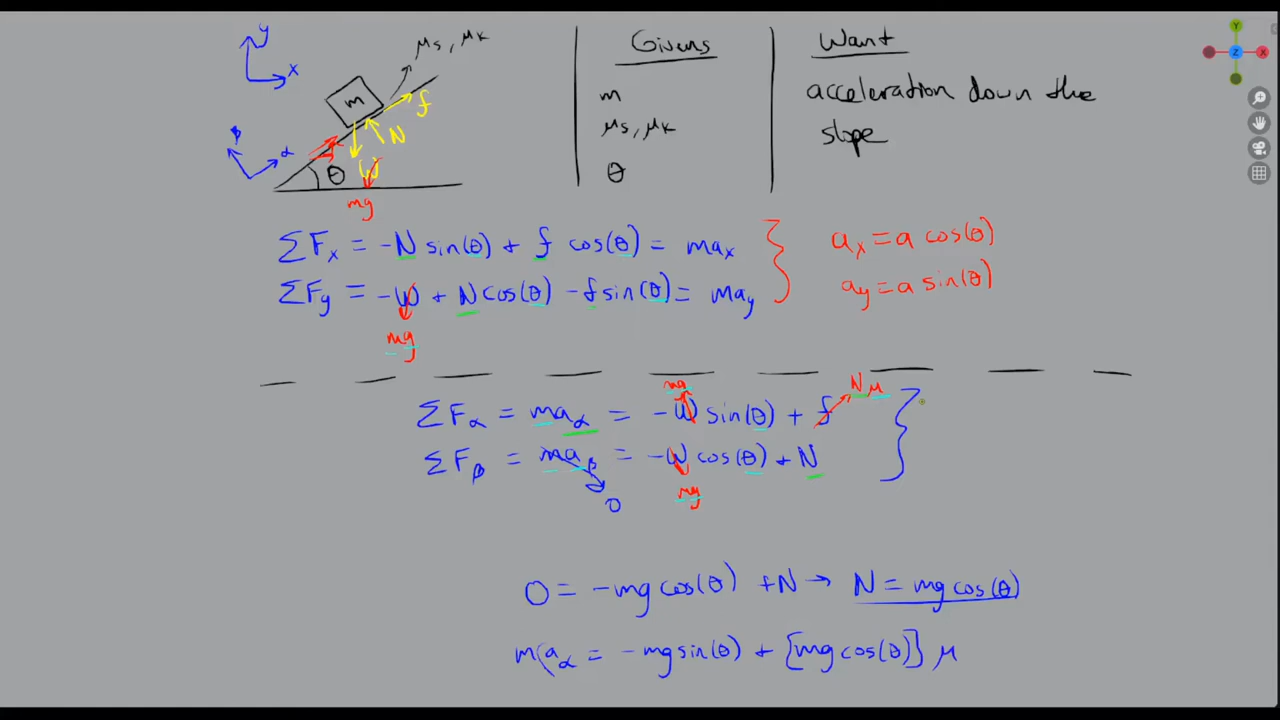 y
x
μs, μk
m
f
N
β
α
θ
W
mg
Givens
m
μs, μk
θ
Want
acceleration down the
slope
ΣFx = -N sin(θ) + f cos(θ) = max
ΣFy = -W + N cos(θ) - f sin(θ) = may
mg
ax = a cos(θ)
ay = a sin(θ)
mg
Nμ
ΣFα = maα = -W sin(θ) + f
ΣFβ = maβ = -W cos(θ) + N
0
mg
0 = -mg cos(θ) + N → N = mg cos(θ)
m(aα = -mg sin(θ) + [mg cos(θ)] μ
Y
Z
X